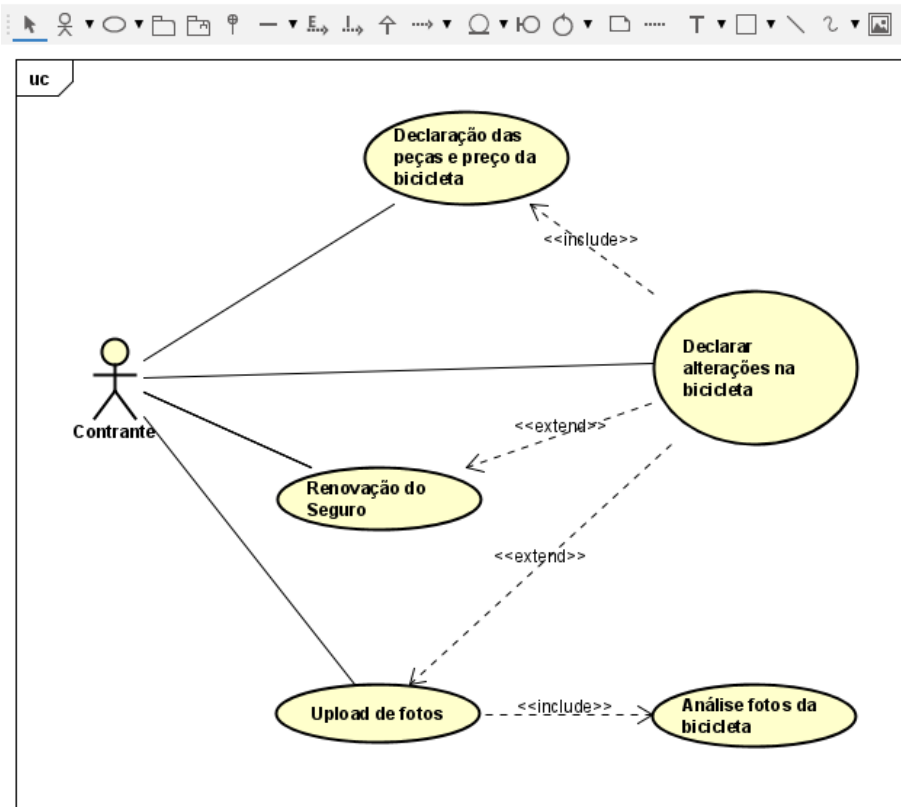 uc
Declaração das
peças e preço da
bicicleta
<<include>>
Declarar
alterações na
bicicleta
Contrante
<<extend>>
Renovação do
Seguro
<<extend>>
Upload de fotos
<<include>>
Análise fotos da
bicicleta